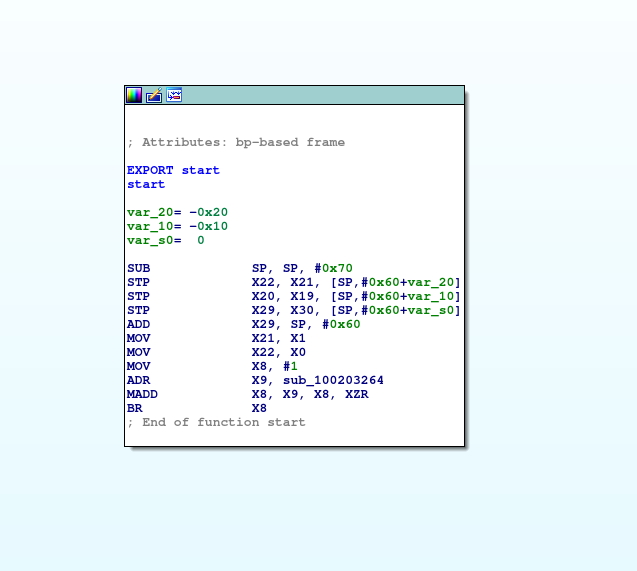 ; Attributes: bp-based frame
EXPORT start
start
var_20= -0x20
var_10= -0x10
var_s0=  0
SUB SP, SP, #0x70
STP X22, X21, [SP,#0x60+var_20]
STP X20, X19, [SP,#0x60+var_10]
STP X29, X30, [SP,#0x60+var_s0]
ADD X29, SP, #0x60
MOV X21, X1
MOV X22, X0
MOV X8, #1
ADR X9, sub_100203264
MADD X8, X9, X8, XZR
BR X8
; End of function start